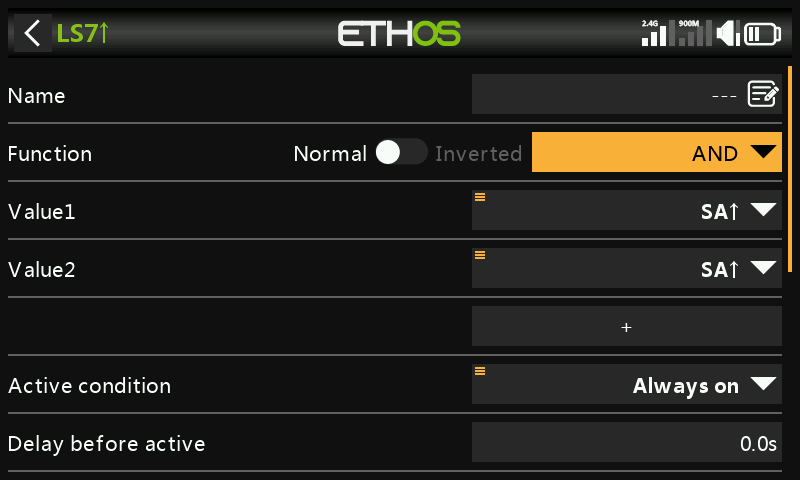 LS7↑ ETHOS 2.4G 900M
Name ---
Function Normal Inverted AND
Value1 SA↑
Value2 SA↑
+
Active condition Always on
Delay before active 0.0s